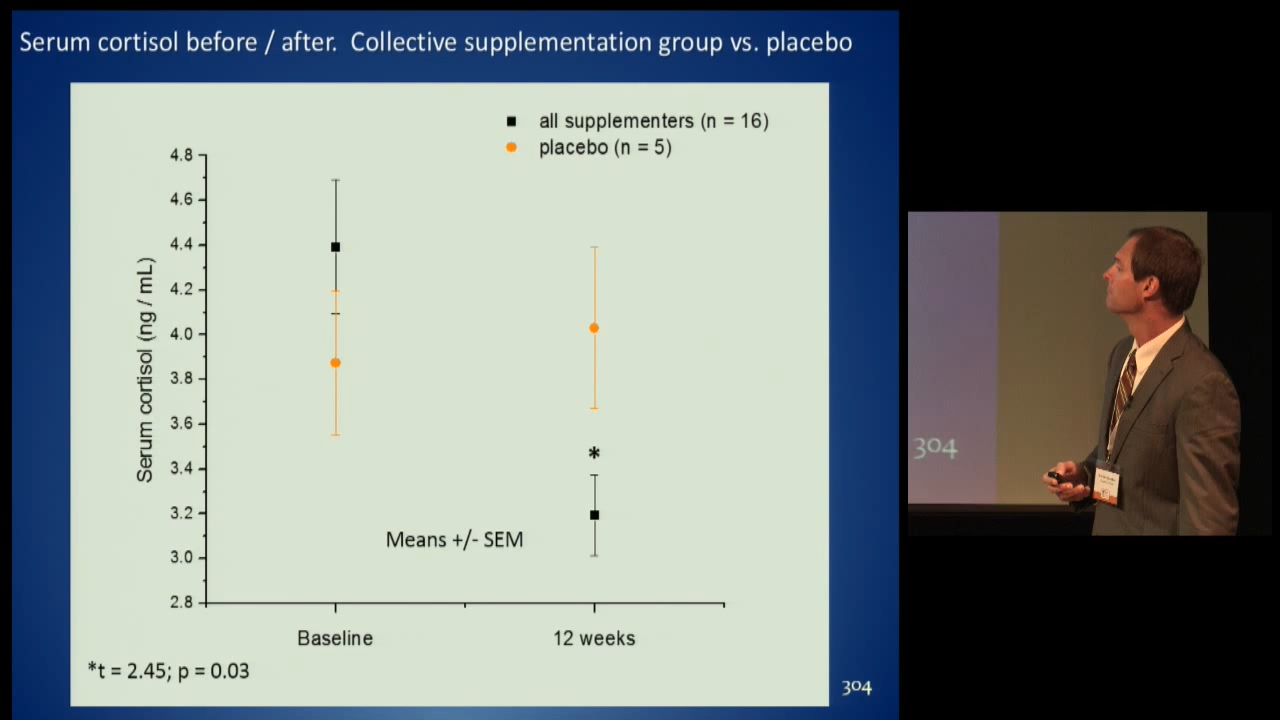 Serum cortisol before / after. Collective supplementation group vs. placebo
all supplementers (n = 16)
placebo (n = 5)
4.8
4.6
4.4
4.2
4.0
3.8
3.6
3.4
3.2
3.0
2.8
Serum cortisol (ng / mL)
*
Means +/- SEM
Baseline
12 weeks
*t = 2.45; p = 0.03
304
304